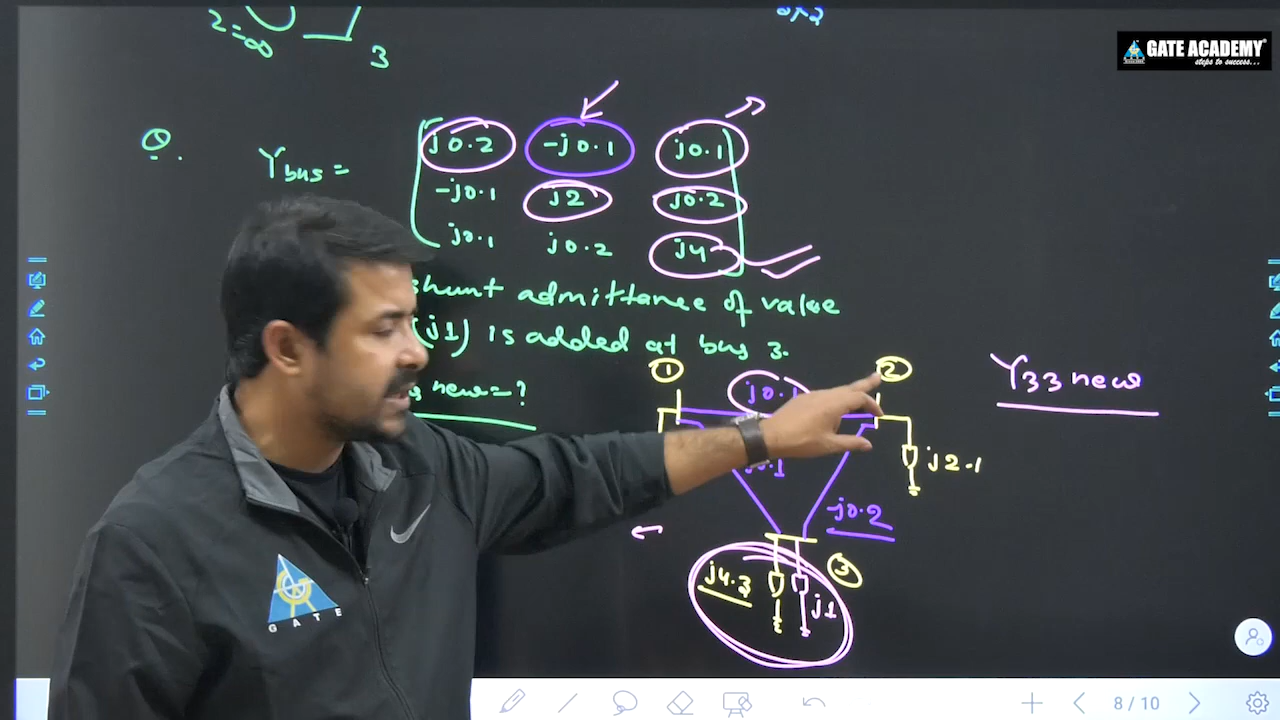 2=∞
3
GATE ACADEMY®
steps to success...
Q.
Ybus =
j0.2 -j0.1 j0.1
-j0.1 j2 j0.2
j0.1 j0.2 j4
shunt admittance of value
(j1) is added at bus 3.
new = ?
1
2
Y33 new
j2.1
-j0.2
3
j4.3
j1
GATE
8/10